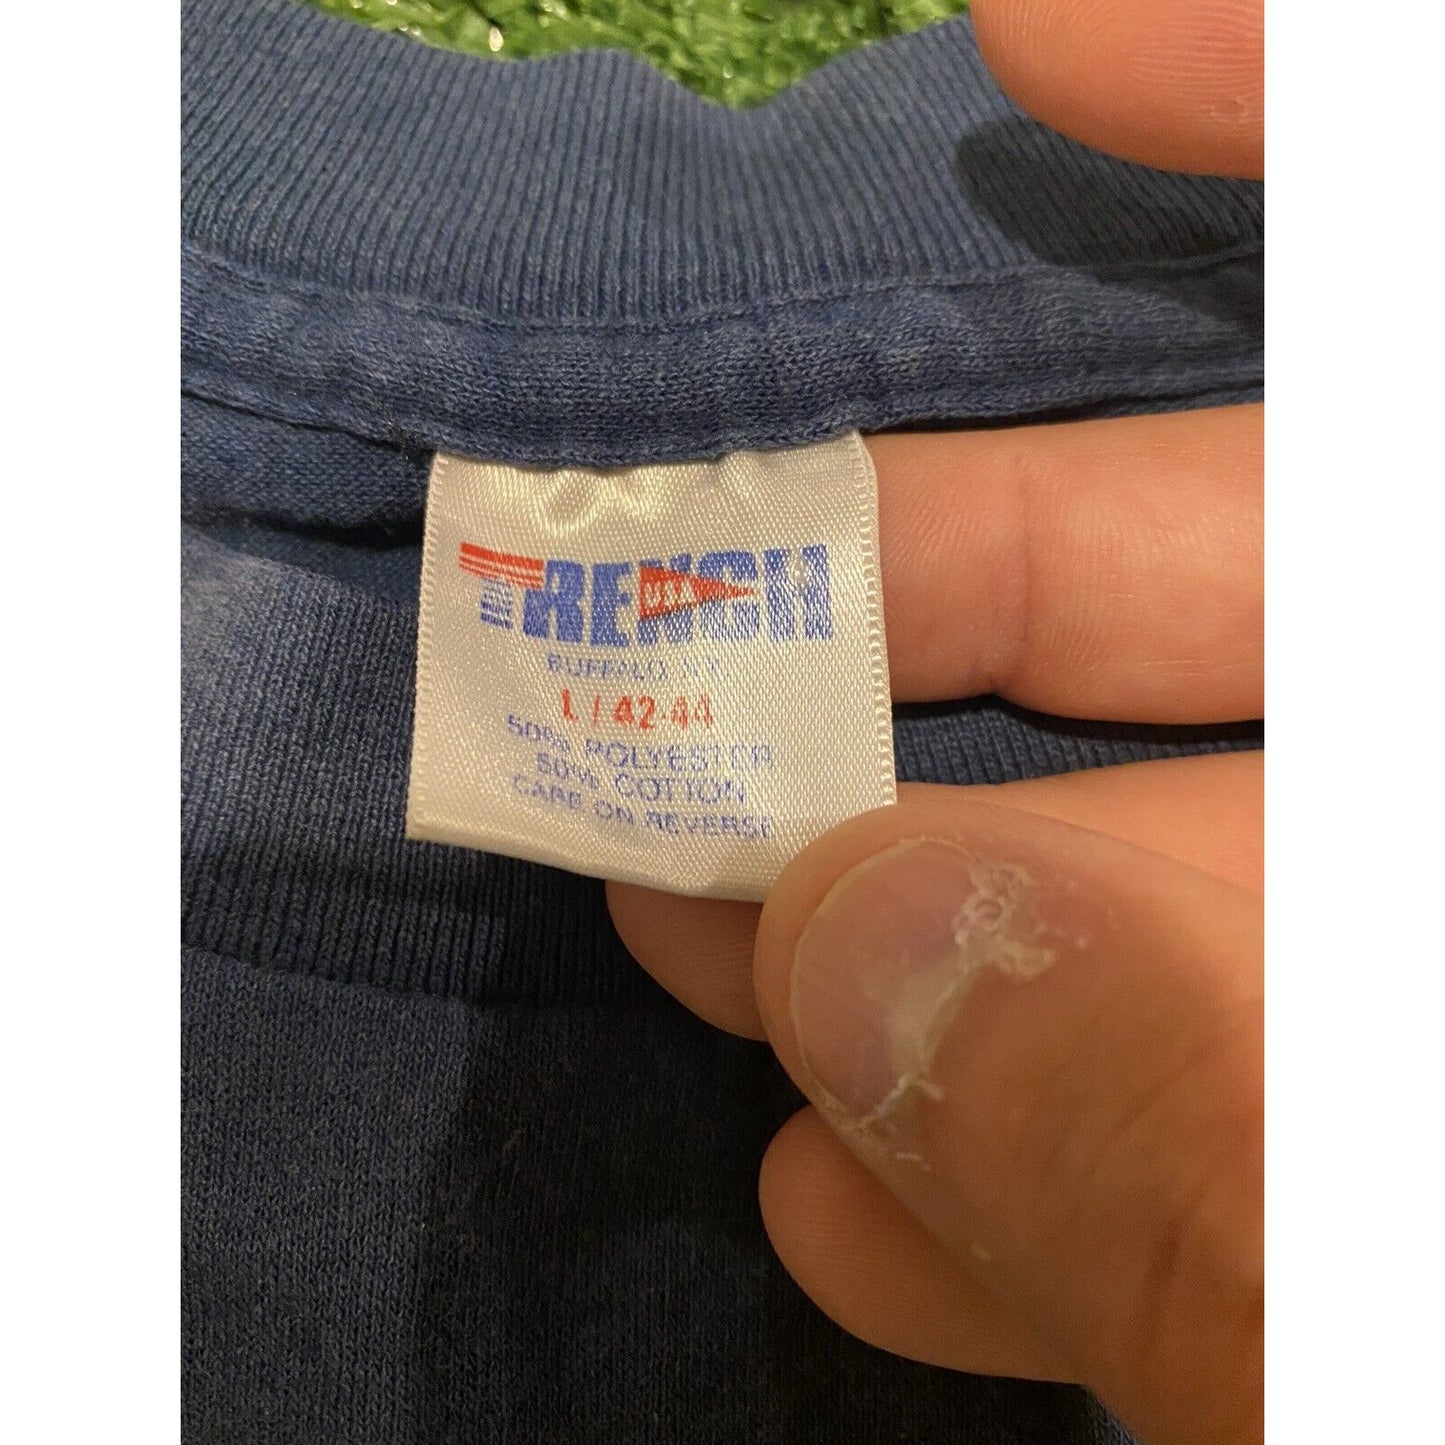 TRENCH
USA
BUFFALO, N.Y.
L / 42-44
50% POLYESTER
50% COTTON
CARE ON REVERSE